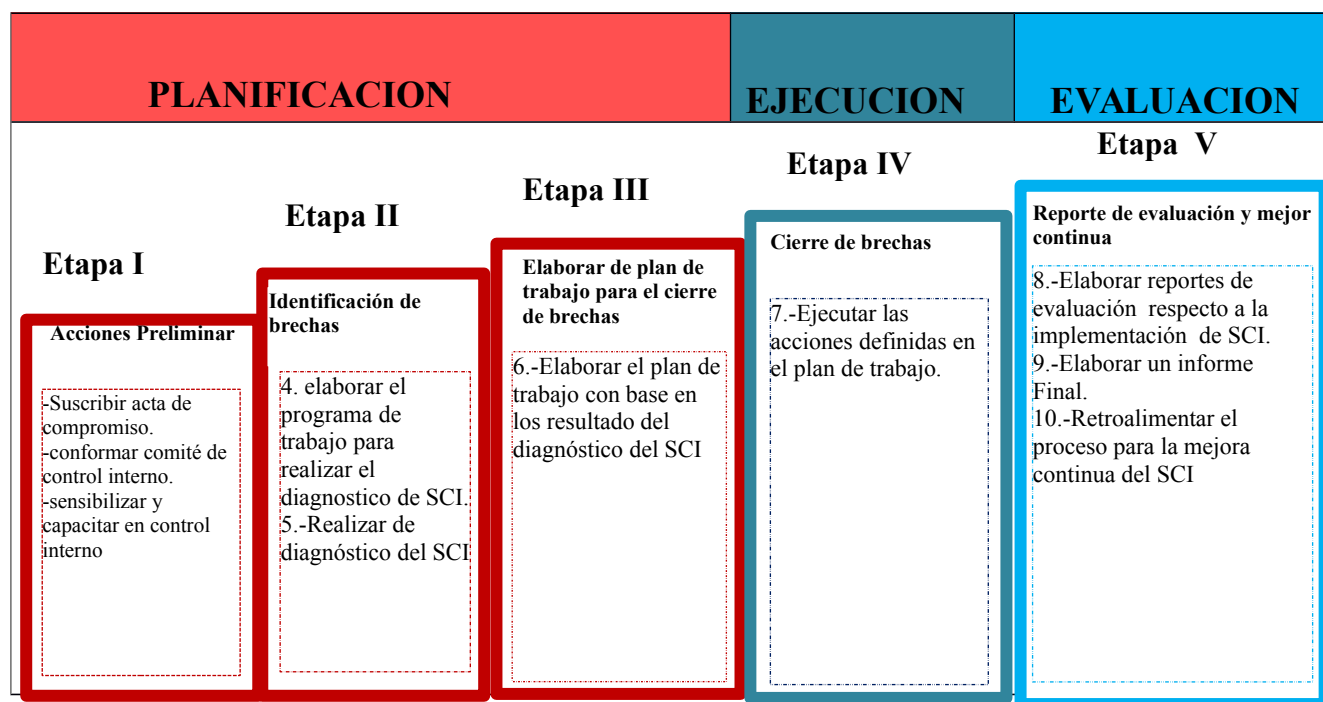 PLANIFICACION
EJECUCION
EVALUACION
Etapa I
Acciones Preliminar
-Suscribir acta de
compromiso.
-conformar comité de
control interno.
-sensibilizar y
capacitar en control
interno
Etapa II
Identificación de
brechas
4. elaborar el
programa de
trabajo para
realizar el
diagnostico de SCI.
5.-Realizar de
diagnóstico del SCI
Etapa III
Elaborar de plan de
trabajo para el cierre
de brechas
6.-Elaborar el plan de
trabajo con base en
los resultado del
diagnóstico del SCI
Etapa IV
Cierre de brechas
7.-Ejecutar las
acciones definidas en
el plan de trabajo.
Etapa V
Reporte de evaluación y mejor
continua
8.-Elaborar reportes de
evaluación respecto a la
implementación de SCI.
9.-Elaborar un informe
Final.
10.-Retroalimentar el
proceso para la mejora
continua del SCI